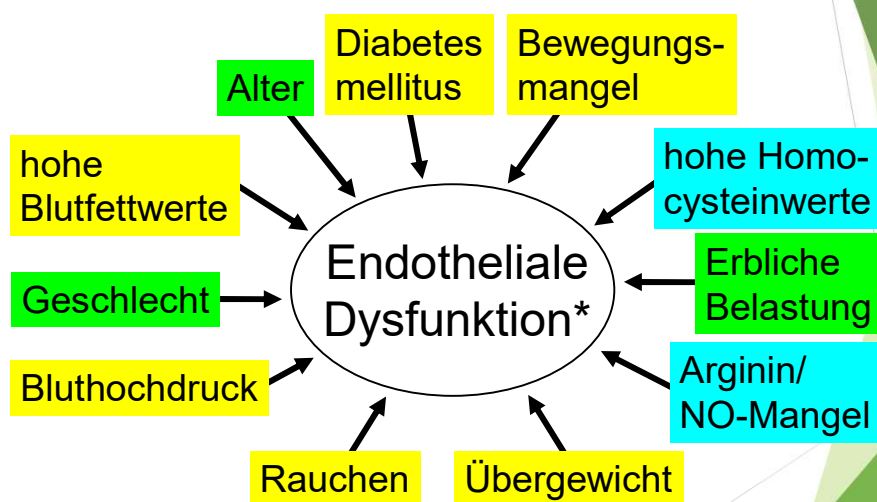 Diabetes
mellitus
Bewegungs-
mangel
Alter
hohe
Blutfettwerte
hohe Homo-
cysteinwerte
Endotheliale
Dysfunktion*
Geschlecht
Erbliche
Belastung
Bluthochdruck
Arginin/
NO-Mangel
Rauchen
Übergewicht